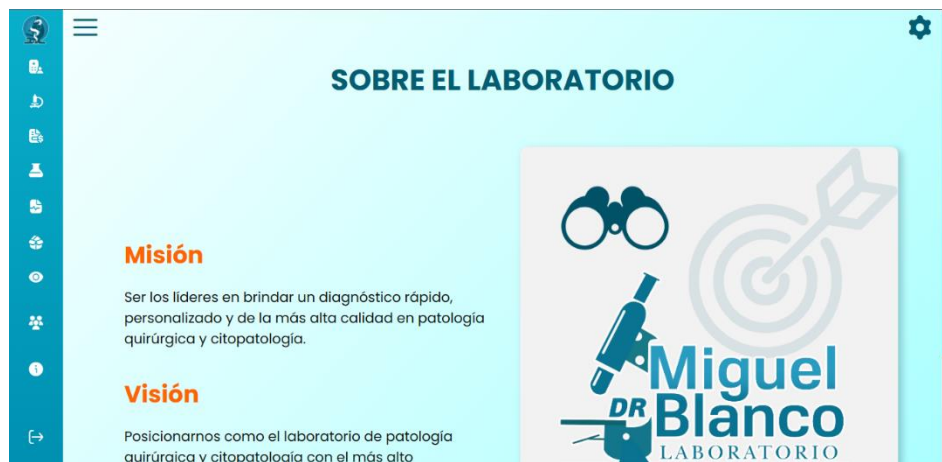 SOBRE EL LABORATORIO
Misión
Ser los líderes en brindar un diagnóstico rápido,
personalizado y de la más alta calidad en patología
quirúrgica y citopatología.
Visión
Posicionarnos como el laboratorio de patología
quirúrgica y citopatología con el más alto
Miguel
DR Blanco
LABORATORIO